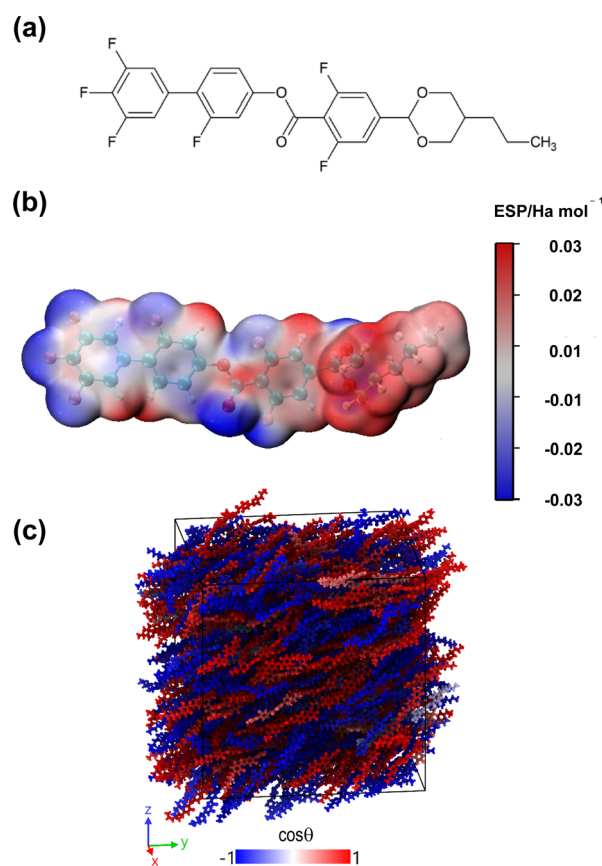 (a)
F
F
F
F
O
O
F
F
O
O
CH₃
(b)
ESP/Ha mol⁻¹
0.03
0.02
0.01
-0.01
-0.02
-0.03
(c)
z
y
x
cosθ
-1
1